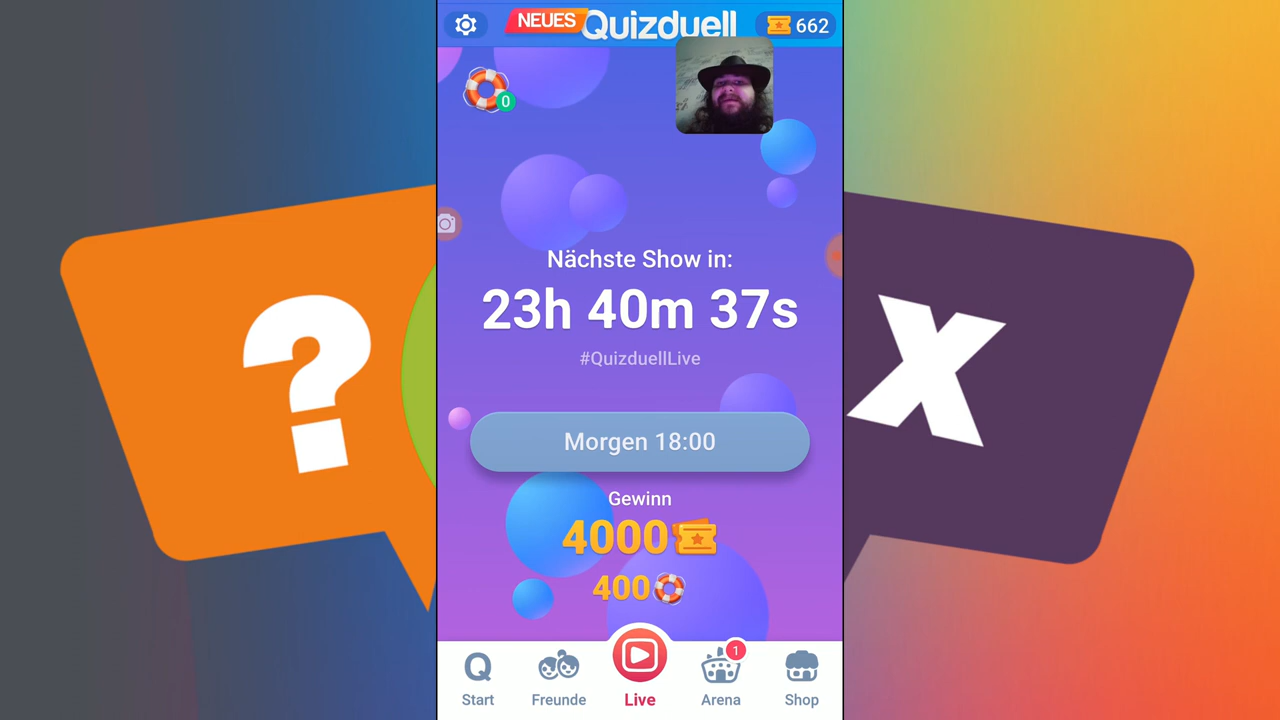 NEUES
Quizduell
662
0
Nächste Show in:
23h 40m 37s
#QuizduellLive
Morgen 18:00
Gewinn
4000
400
?
X
1
Q
Start
Freunde
Live
Arena
Shop